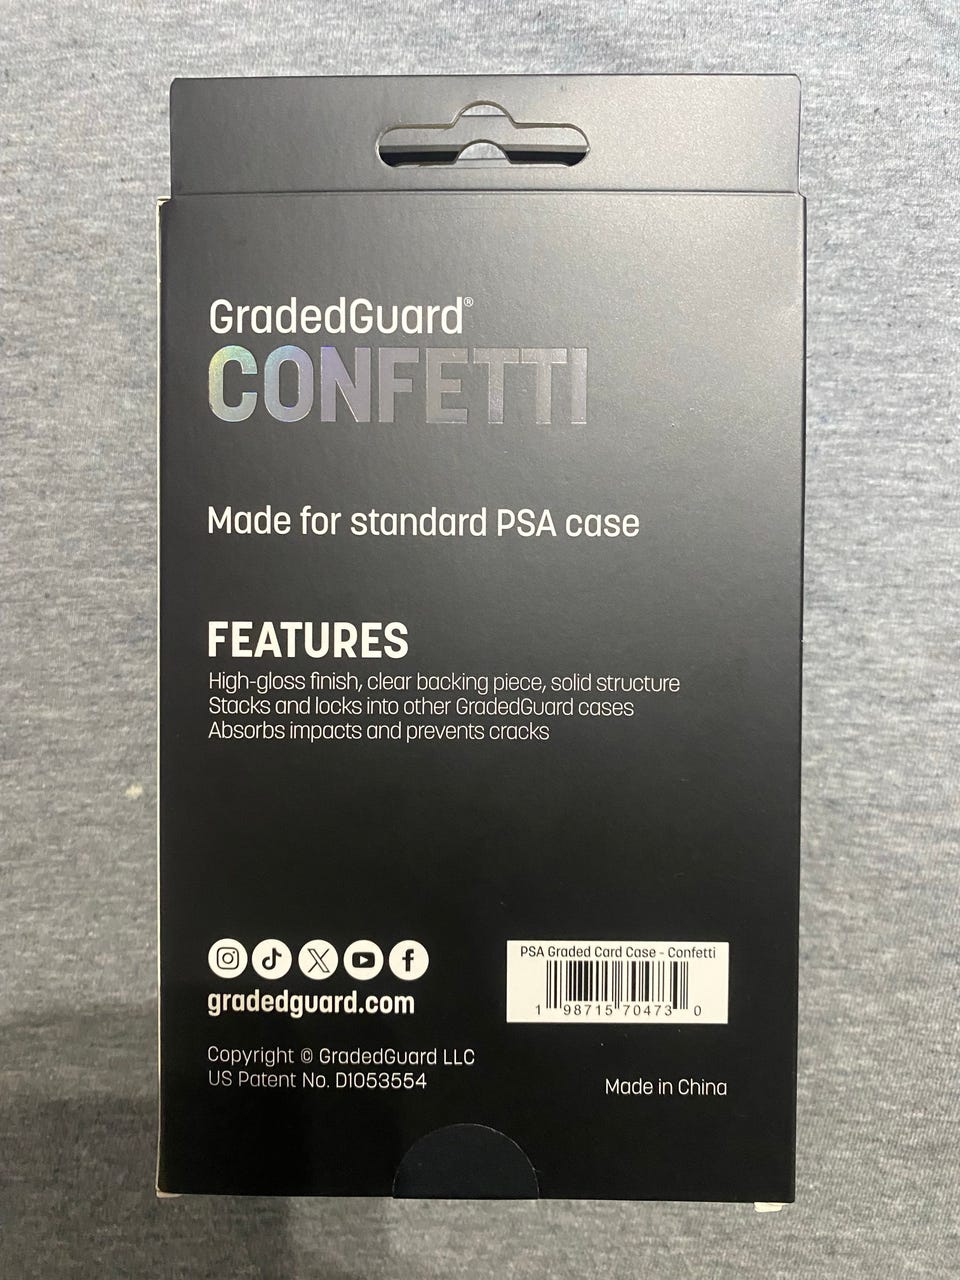 GradedGuard®
CONFETTI
Made for standard PSA case
FEATURES
High-gloss finish, clear backing piece, solid structure
Stacks and locks into other GradedGuard cases
Absorbs impacts and prevents cracks
gradedguard.com
PSA Graded Card Case - Confetti
1 98715 70473 0
Copyright © GradedGuard LLC
US Patent No. D1053554
Made in China